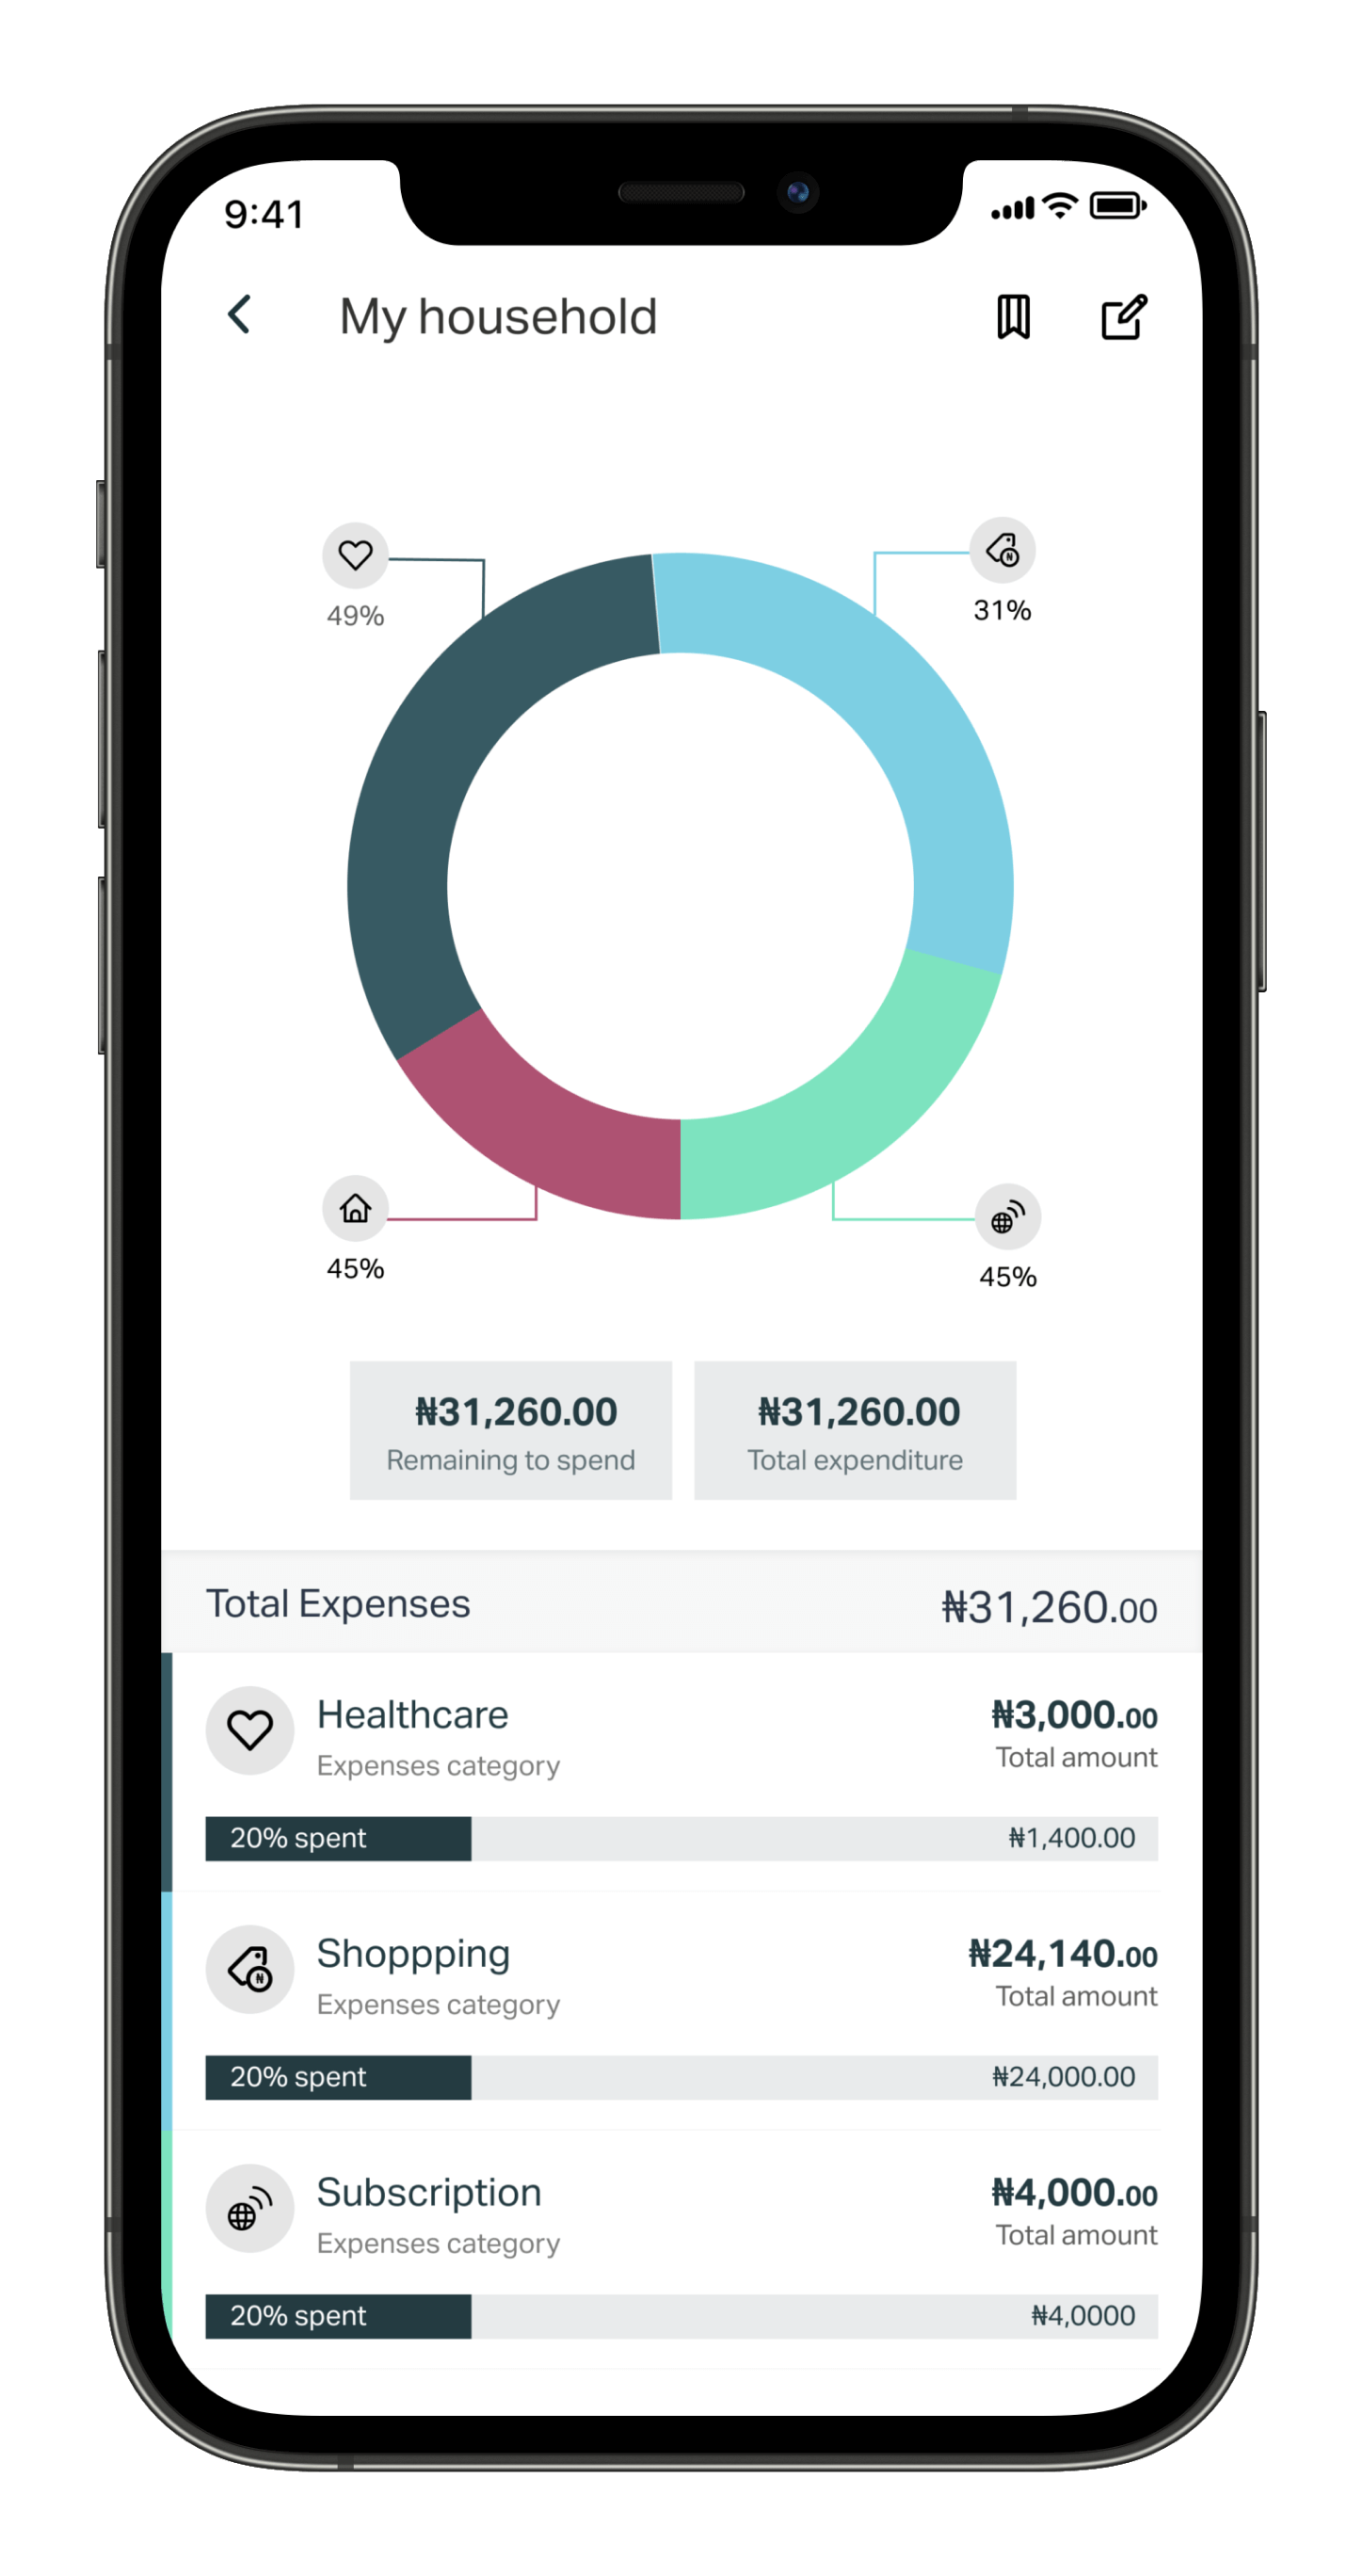 9:41
My household
49%
31%
45%
45%
₦31,260.00
Remaining to spend
₦31,260.00
Total expenditure
Total Expenses
₦31,260.00
Healthcare
₦3,000.00
Expenses category
Total amount
20% spent
₦1,400.00
Shoppping
₦24,140.00
Expenses category
Total amount
20% spent
₦24,000.00
Subscription
₦4,000.00
Expenses category
Total amount
20% spent
₦4,0000